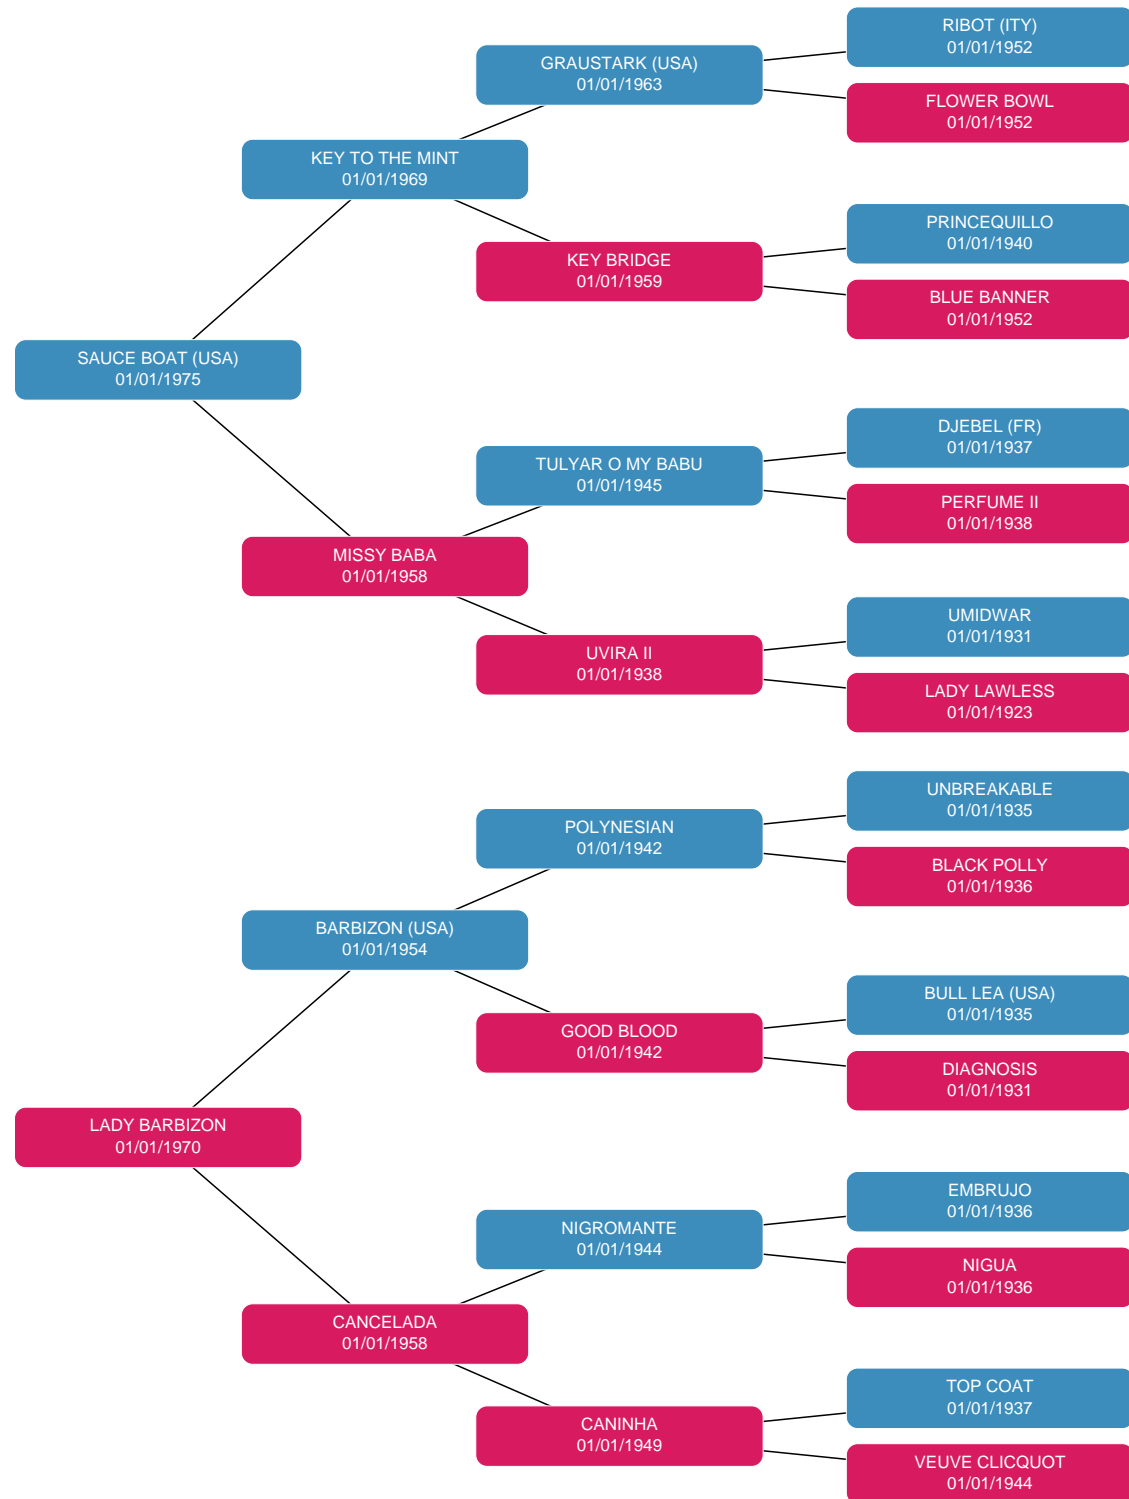 RIBOT (ITY)
01/01/1952
GRAUSTARK (USA)
01/01/1963
FLOWER BOWL
01/01/1952
KEY TO THE MINT
01/01/1969
PRINCEQUILLO
01/01/1940
KEY BRIDGE
01/01/1959
BLUE BANNER
01/01/1952
SAUCE BOAT (USA)
01/01/1975
DJEBEL (FR)
01/01/1937
TULYAR O MY BABU
01/01/1945
PERFUME II
01/01/1938
MISSY BABA
01/01/1958
UMIDWAR
01/01/1931
UVIRA II
01/01/1938
LADY LAWLESS
01/01/1923
UNBREAKABLE
01/01/1935
POLYNESIAN
01/01/1942
BLACK POLLY
01/01/1936
BARBIZON (USA)
01/01/1954
BULL LEA (USA)
01/01/1935
GOOD BLOOD
01/01/1942
DIAGNOSIS
01/01/1931
LADY BARBIZON
01/01/1970
EMBRUJO
01/01/1936
NIGROMANTE
01/01/1944
NIGUA
01/01/1936
CANCELADA
01/01/1958
TOP COAT
01/01/1937
CANINHA
01/01/1949
VEUVE CLICQUOT
01/01/1944